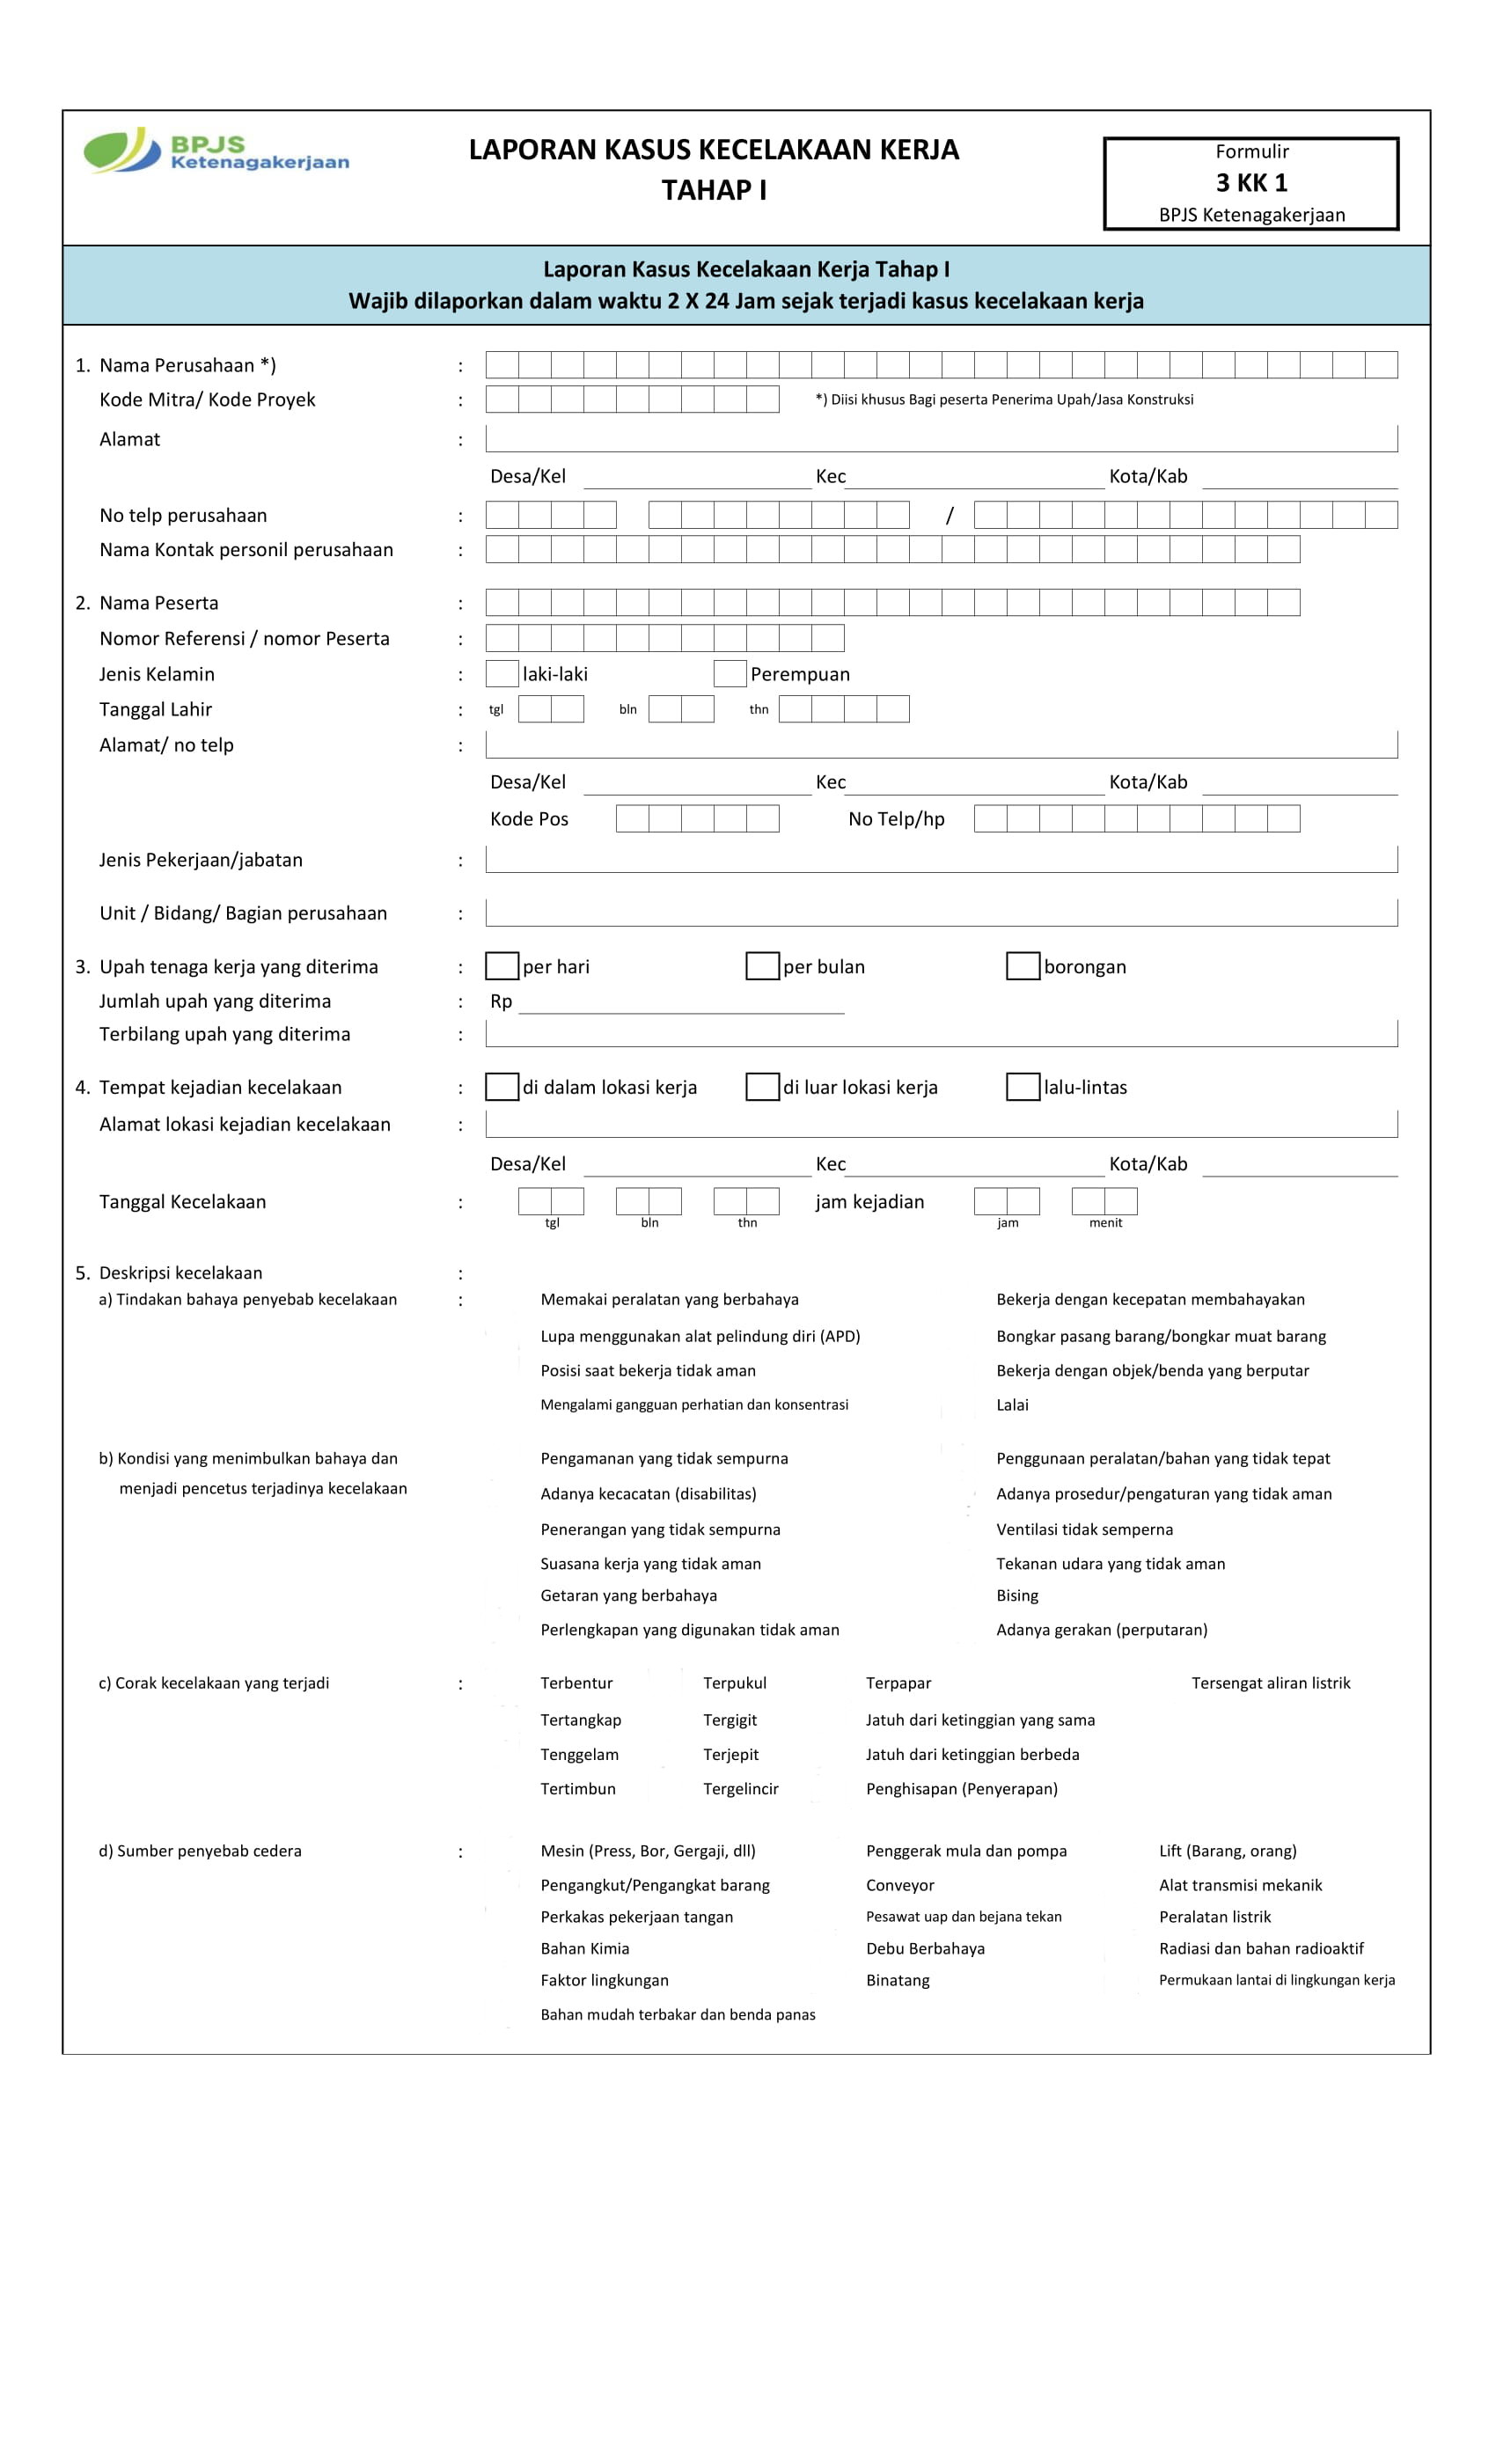 BPJS
Ketenagakerjaan
LAPORAN KASUS KECELAKAAN KERJA
TAHAP I
Formulir
3 KK 1
BPJS Ketenagakerjaan
Laporan Kasus Kecelakaan Kerja Tahap I
Wajib dilaporkan dalam waktu 2 X 24 Jam sejak terjadi kasus kecelakaan kerja
1. Nama Perusahaan *) :
Kode Mitra/ Kode Proyek : *) Diisi khusus Bagi peserta Penerima Upah/Jasa Konstruksi
Alamat :
Desa/Kel Kec Kota/Kab
No telp perusahaan : /
Nama Kontak personil perusahaan :
2. Nama Peserta :
Nomor Referensi / nomor Peserta :
Jenis Kelamin : laki-laki Perempuan
Tanggal Lahir : tgl bln thn
Alamat/ no telp :
Desa/Kel Kec Kota/Kab
Kode Pos No Telp/hp
Jenis Pekerjaan/jabatan :
Unit / Bidang/ Bagian perusahaan :
3. Upah tenaga kerja yang diterima : per hari per bulan borongan
Jumlah upah yang diterima : Rp
Terbilang upah yang diterima :
4. Tempat kejadian kecelakaan : di dalam lokasi kerja di luar lokasi kerja lalu-lintas
Alamat lokasi kejadian kecelakaan :
Desa/Kel Kec Kota/Kab
Tanggal Kecelakaan : jam kejadian
tgl bln thn jam menit
5. Deskripsi kecelakaan :
a) Tindakan bahaya penyebab kecelakaan : Memakai peralatan yang berbahaya Bekerja dengan kecepatan membahayakan
Lupa menggunakan alat pelindung diri (APD) Bongkar pasang barang/bongkar muat barang
Posisi saat bekerja tidak aman Bekerja dengan objek/benda yang berputar
Mengalami gangguan perhatian dan konsentrasi Lalai
b) Kondisi yang menimbulkan bahaya dan Pengamanan yang tidak sempurna Penggunaan peralatan/bahan yang tidak tepat
menjadi pencetus terjadinya kecelakaan Adanya kecacatan (disabilitas) Adanya prosedur/pengaturan yang tidak aman
Penerangan yang tidak sempurna Ventilasi tidak semperna
Suasana kerja yang tidak aman Tekanan udara yang tidak aman
Getaran yang berbahaya Bising
Perlengkapan yang digunakan tidak aman Adanya gerakan (perputaran)
c) Corak kecelakaan yang terjadi : Terbentur Terpukul Terpapar Tersengat aliran listrik
Tertangkap Tergigit Jatuh dari ketinggian yang sama
Tenggelam Terjepit Jatuh dari ketinggian berbeda
Tertimbun Tergelincir Penghisapan (Penyerapan)
d) Sumber penyebab cedera : Mesin (Press, Bor, Gergaji, dll) Penggerak mula dan pompa Lift (Barang, orang)
Pengangkut/Pengangkat barang Conveyor Alat transmisi mekanik
Perkakas pekerjaan tangan Pesawat uap dan bejana tekan Peralatan listrik
Bahan Kimia Debu Berbahaya Radiasi dan bahan radioaktif
Faktor lingkungan Binatang Permukaan lantai di lingkungan kerja
Bahan mudah terbakar dan benda panas